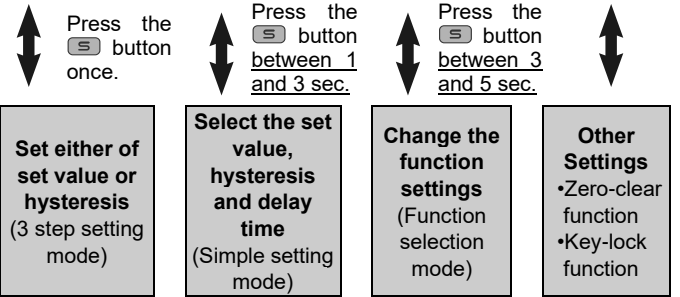 Press the
S button
once.
Press the
S button
between 1
and 3 sec.
Press the
S button
between 3
and 5 sec.
Set either of
set value or
hysteresis
(3 step setting
mode)
Select the set
value,
hysteresis
and delay
time
(Simple setting
mode)
Change the
function
settings
(Function
selection
mode)
Other
Settings
•Zero-clear
function
•Key-lock
function